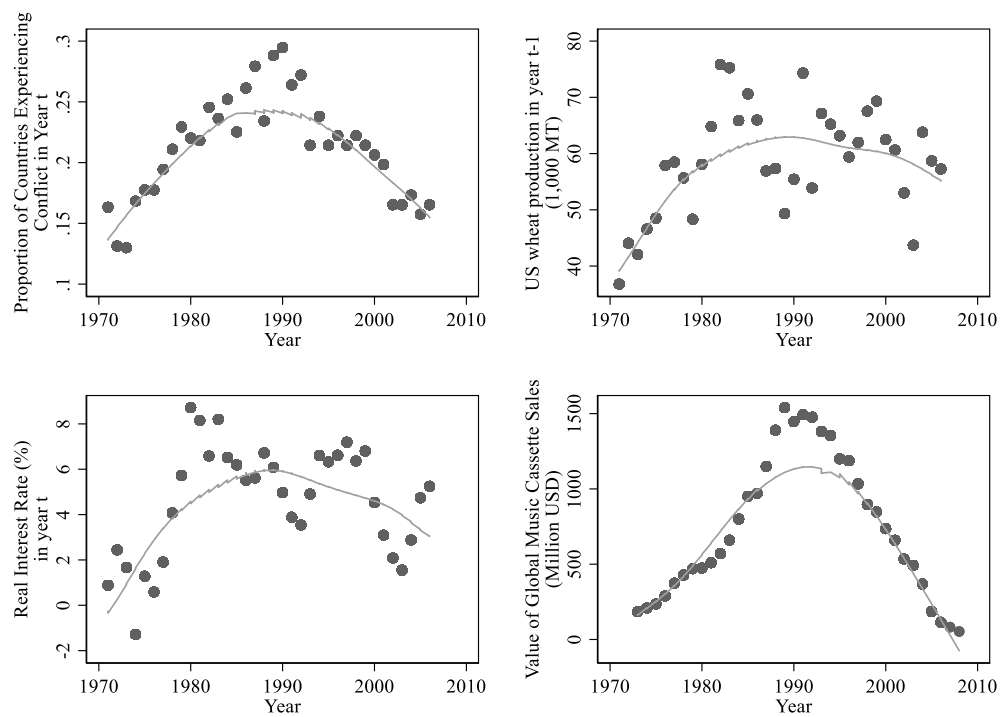 Proportion of Countries Experiencing
Conflict in Year t
.3
.25
.2
.15
.1
1970 1980 1990 2000 2010
Year
US wheat production in year t-1
(1,000 MT)
80
70
60
50
40
1970 1980 1990 2000 2010
Year
Real Interest Rate (%)
in year t
8
6
4
2
0
-2
1970 1980 1990 2000 2010
Year
Value of Global Music Cassette Sales
(Million USD)
1500
1000
500
0
1970 1980 1990 2000 2010
Year